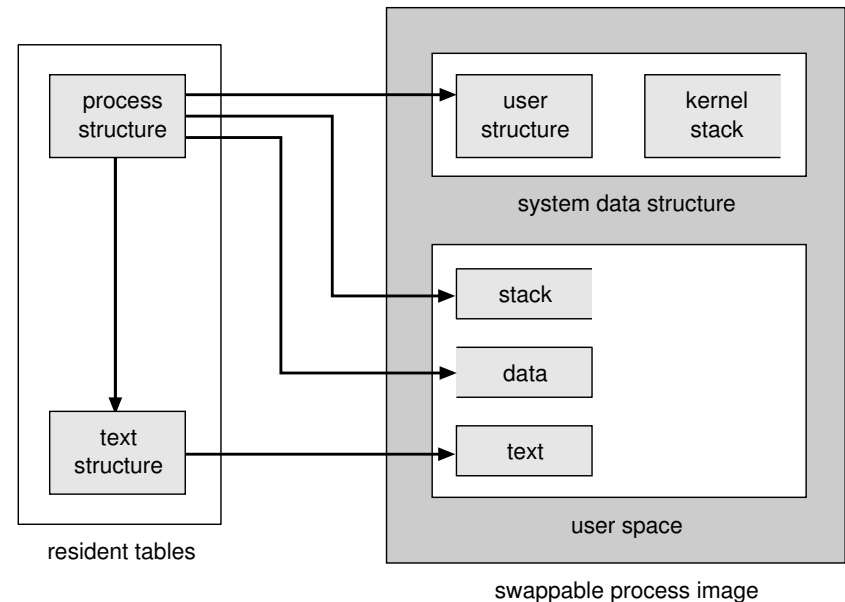 process
structure
text
structure
resident tables
user
structure
kernel
stack
system data structure
stack
data
text
user space
swappable process image